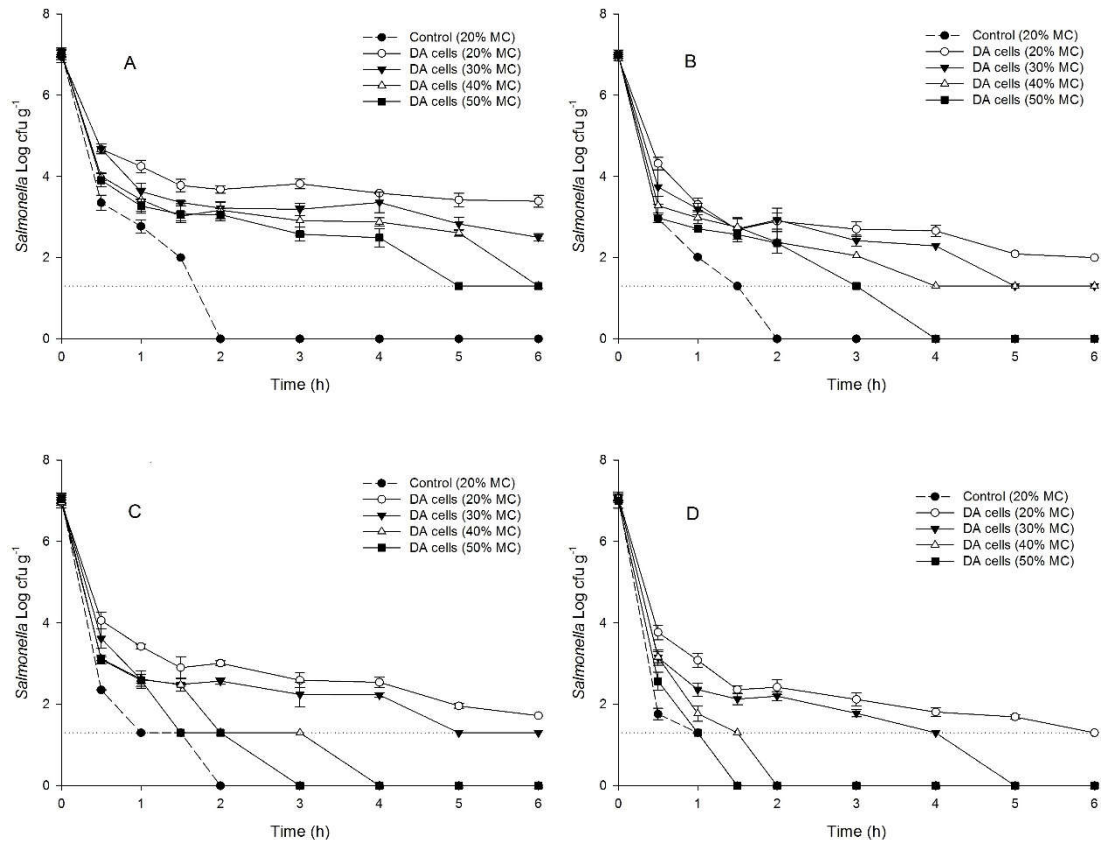 A
Control (20% MC)
DA cells (20% MC)
DA cells (30% MC)
DA cells (40% MC)
DA cells (50% MC)
Salmonella Log cfu g⁻¹
8
6
4
2
0
0 1 2 3 4 5 6
Time (h)
B
Control (20% MC)
DA cells (20% MC)
DA cells (30% MC)
DA cells (40% MC)
DA cells (50% MC)
Salmonella Log cfu g⁻¹
8
6
4
2
0
0 1 2 3 4 5 6
Time (h)
C
Control (20% MC)
DA cells (20% MC)
DA cells (30% MC)
DA cells (40% MC)
DA cells (50% MC)
Salmonella Log cfu g⁻¹
8
6
4
2
0
0 1 2 3 4 5 6
Time (h)
D
Control (20% MC)
DA cells (20% MC)
DA cells (30% MC)
DA cells (40% MC)
DA cells (50% MC)
Salmonella Log cfu g⁻¹
8
6
4
2
0
0 1 2 3 4 5 6
Time (h)